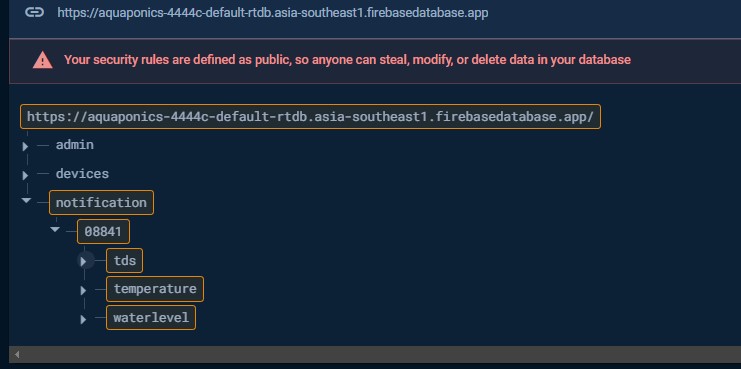 https://aquaponics-4444c-default-rtdb.asia-southeast1.firebasedatabase.app
Your security rules are defined as public, so anyone can steal, modify, or delete data in your database
https://aquaponics-4444c-default-rtdb.asia-southeast1.firebasedatabase.app/
admin
devices
notification
08841
tds
temperature
waterlevel